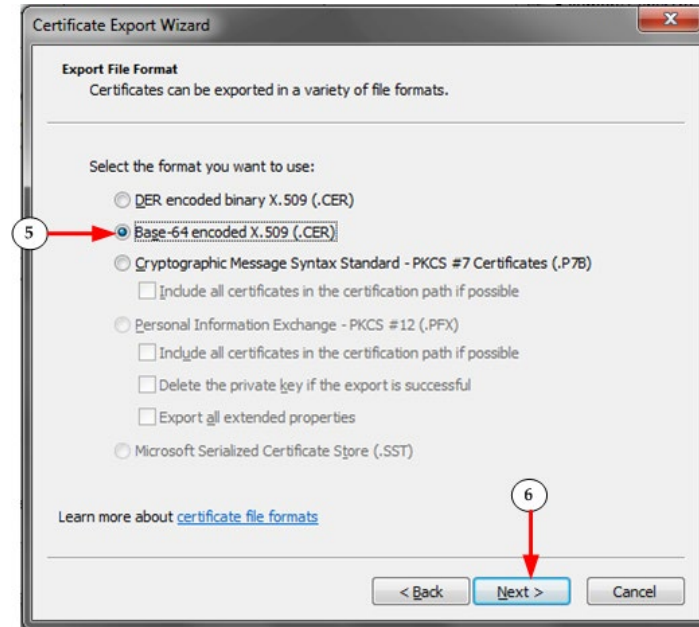 Certificate Export Wizard
Export File Format
Certificates can be exported in a variety of file formats.
Select the format you want to use:
DER encoded binary X.509 (.CER)
5
Base-64 encoded X.509 (.CER)
Cryptographic Message Syntax Standard - PKCS #7 Certificates (.P7B)
Include all certificates in the certification path if possible
Personal Information Exchange - PKCS #12 (.PFX)
Include all certificates in the certification path if possible
Delete the private key if the export is successful
Export all extended properties
Microsoft Serialized Certificate Store (.SST)
6
Learn more about certificate file formats
< Back Next > Cancel